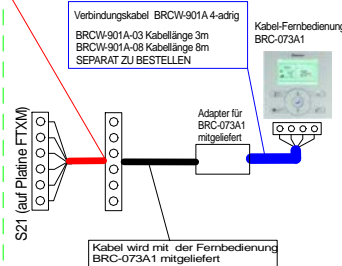 Verbindungskabel BRCW-901A 4-adrig
BRCW-901A-03 Kabellänge 3m
BRCW-901A-08 Kabellänge 8m
SEPARAT ZU BESTELLEN
Kabel-Fernbedienung
BRC-073A1
Adapter für
BRC-073A1
mitgeliefert
S21 (auf Platine FTXM)
Kabel wird mit der Fernbedienung
BRC-073A1 mitgeliefert